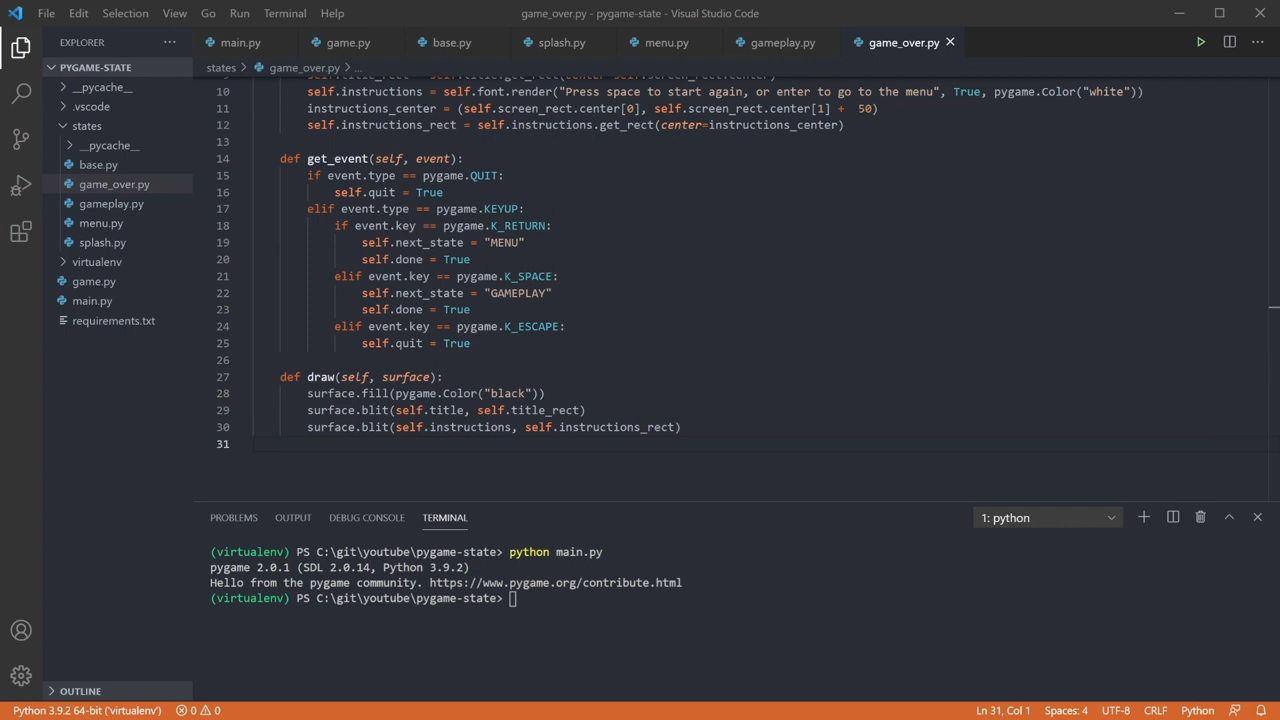 File Edit Selection View Go Run Terminal Help
game_over.py - pygame-state - Visual Studio Code
EXPLORER
main.py game.py base.py splash.py menu.py gameplay.py game_over.py
PYGAME-STATE
__pycache__
.vscode
states
__pycache__
base.py
game_over.py
gameplay.py
menu.py
splash.py
virtualenv
game.py
main.py
requirements.txt
OUTLINE
states > game_over.py > ...
10 self.instructions = self.font.render("Press space to start again, or enter to go to the menu", True, pygame.Color("white"))
11 instructions_center = (self.screen_rect.center[0], self.screen_rect.center[1] +  50)
12 self.instructions_rect = self.instructions.get_rect(center=instructions_center)
13
14 def get_event(self, event):
15 if event.type == pygame.QUIT:
16 self.quit = True
17 elif event.type == pygame.KEYUP:
18 if event.key == pygame.K_RETURN:
19 self.next_state = "MENU"
20 self.done = True
21 elif event.key == pygame.K_SPACE:
22 self.next_state = "GAMEPLAY"
23 self.done = True
24 elif event.key == pygame.K_ESCAPE:
25 self.quit = True
26
27 def draw(self, surface):
28 surface.fill(pygame.Color("black"))
29 surface.blit(self.title, self.title_rect)
30 surface.blit(self.instructions, self.instructions_rect)
31
PROBLEMS OUTPUT DEBUG CONSOLE TERMINAL
1: python
(virtualenv) PS C:\git\youtube\pygame-state> python main.py
pygame 2.0.1 (SDL 2.0.14, Python 3.9.2)
Hello from the pygame community. https://www.pygame.org/contribute.html
(virtualenv) PS C:\git\youtube\pygame-state>
Python 3.9.2 64-bit ('virtualenv') 0 0
Ln 31, Col 1 Spaces: 4 UTF-8 CRLF Python